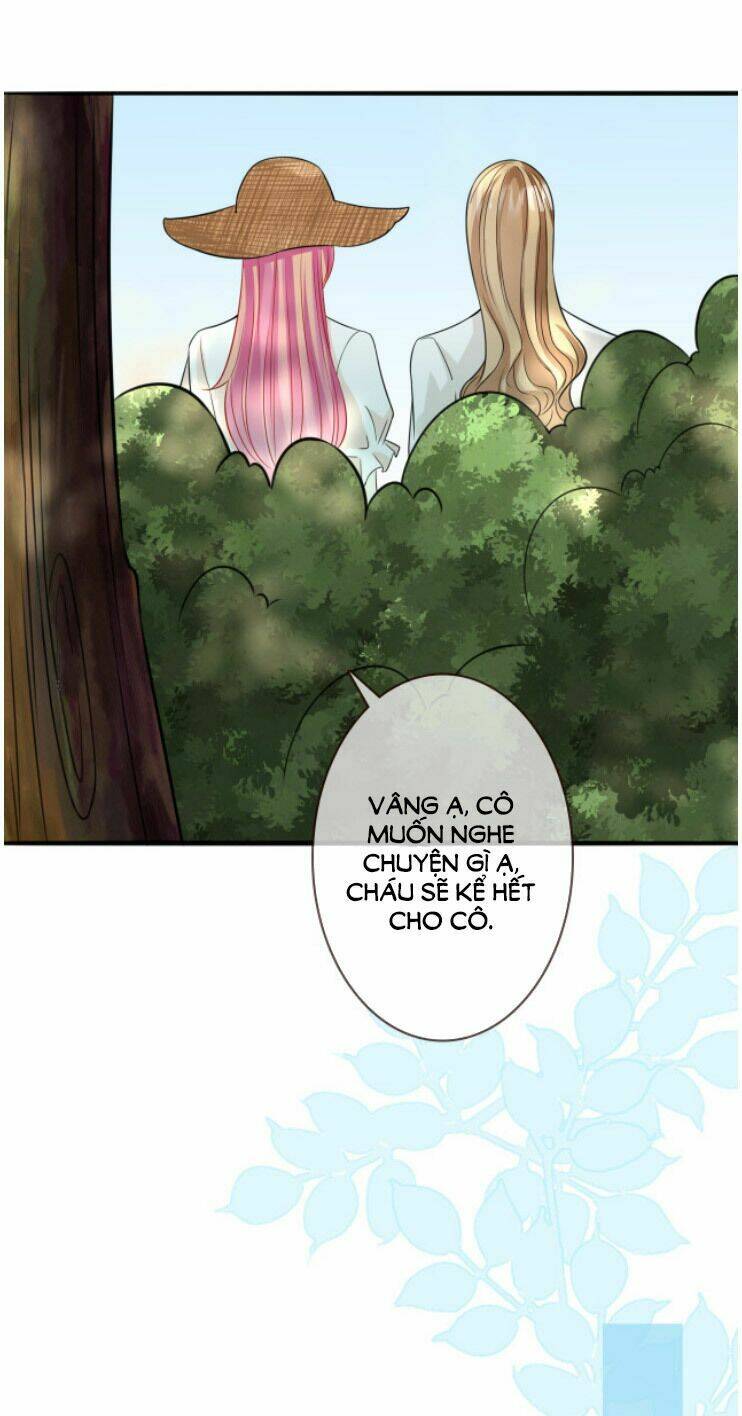 VÂNG Ạ, CÔ
MUỐN NGHE
CHUYỆN GÌ Ạ,
CHÁU SẼ KỂ HẾT
CHO CÔ.